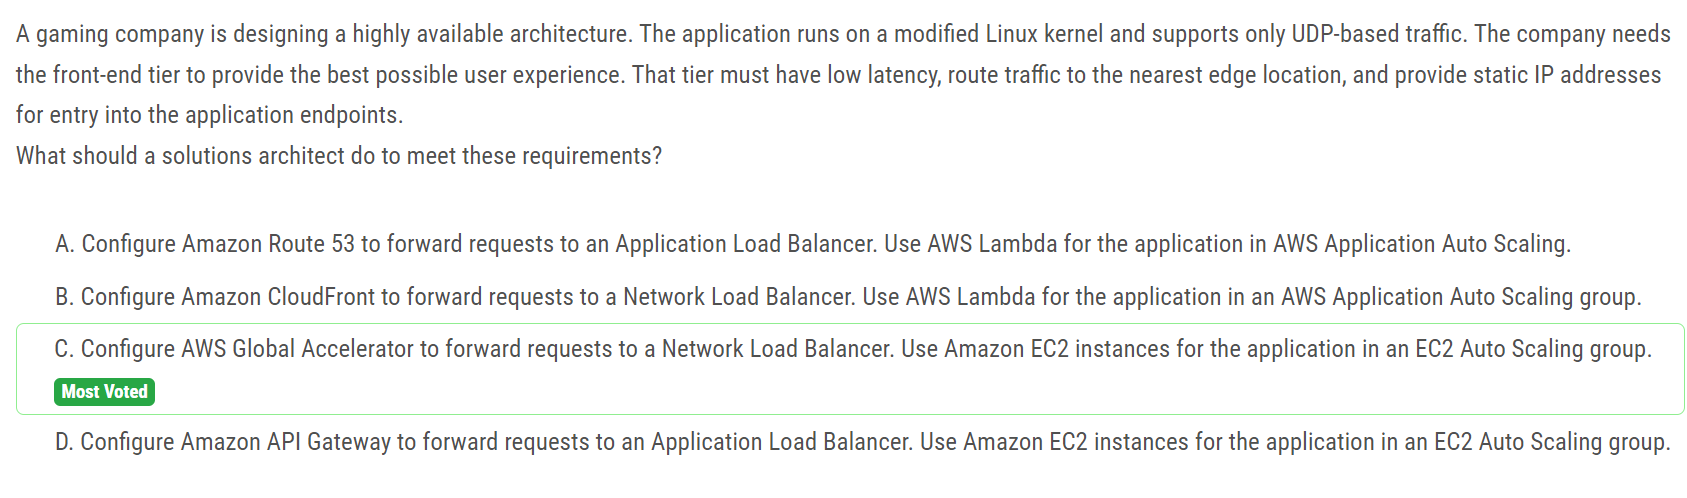 A gaming company is designing a highly available architecture. The application runs on a modified Linux kernel and supports only UDP-based traffic. The company needs
the front-end tier to provide the best possible user experience. That tier must have low latency, route traffic to the nearest edge location, and provide static IP addresses
for entry into the application endpoints.
What should a solutions architect do to meet these requirements?
A. Configure Amazon Route 53 to forward requests to an Application Load Balancer. Use AWS Lambda for the application in AWS Application Auto Scaling.
B. Configure Amazon CloudFront to forward requests to a Network Load Balancer. Use AWS Lambda for the application in an AWS Application Auto Scaling group.
C. Configure AWS Global Accelerator to forward requests to a Network Load Balancer. Use Amazon EC2 instances for the application in an EC2 Auto Scaling group.
Most Voted
D. Configure Amazon API Gateway to forward requests to an Application Load Balancer. Use Amazon EC2 instances for the application in an EC2 Auto Scaling group.